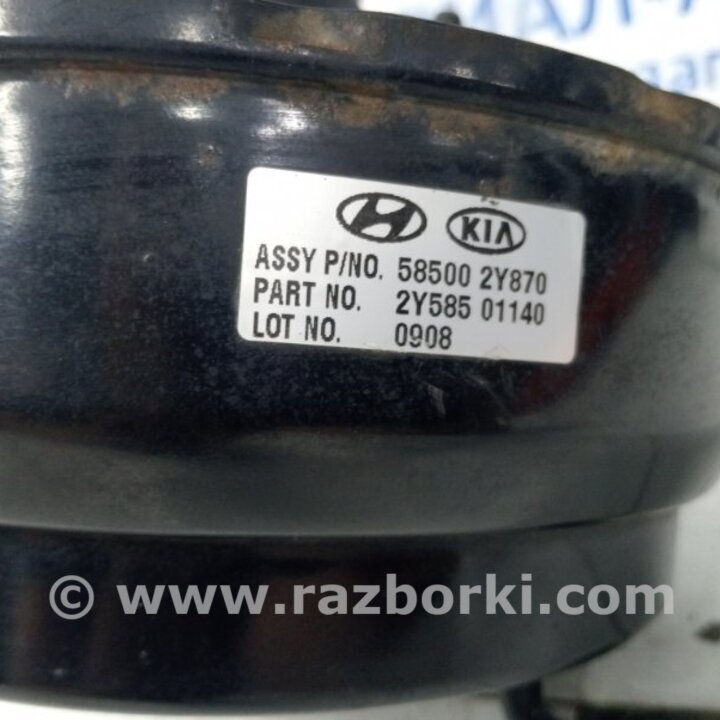 KIA
ASSY P/NO. 58500 2Y870
PART NO. 2Y585 01140
LOT NO. 0908
© www.razborki.com